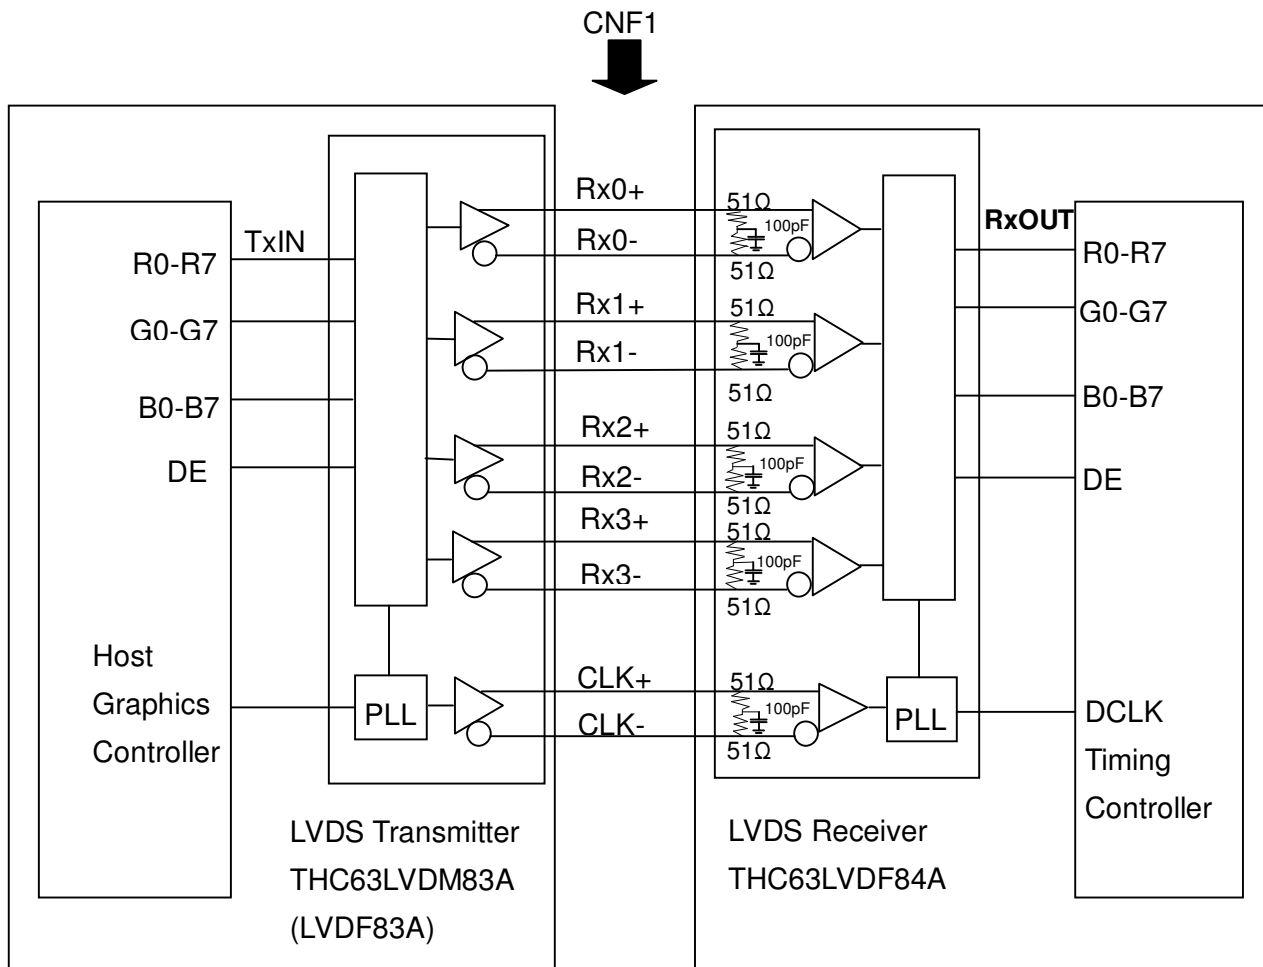 CNF1
TxIN
R0-R7
G0-G7
B0-B7
DE
Host
Graphics
Controller
PLL
LVDS Transmitter
THC63LVDM83A
(LVDF83A)
Rx0+
Rx0-
Rx1+
Rx1-
Rx2+
Rx2-
Rx3+
Rx3-
CLK+
CLK-
51Ω
100pF
51Ω
51Ω
100pF
51Ω
51Ω
100pF
51Ω
51Ω
100pF
51Ω
51Ω
100pF
51Ω
PLL
LVDS Receiver
THC63LVDF84A
RxOUT
R0-R7
G0-G7
B0-B7
DE
DCLK
Timing
Controller